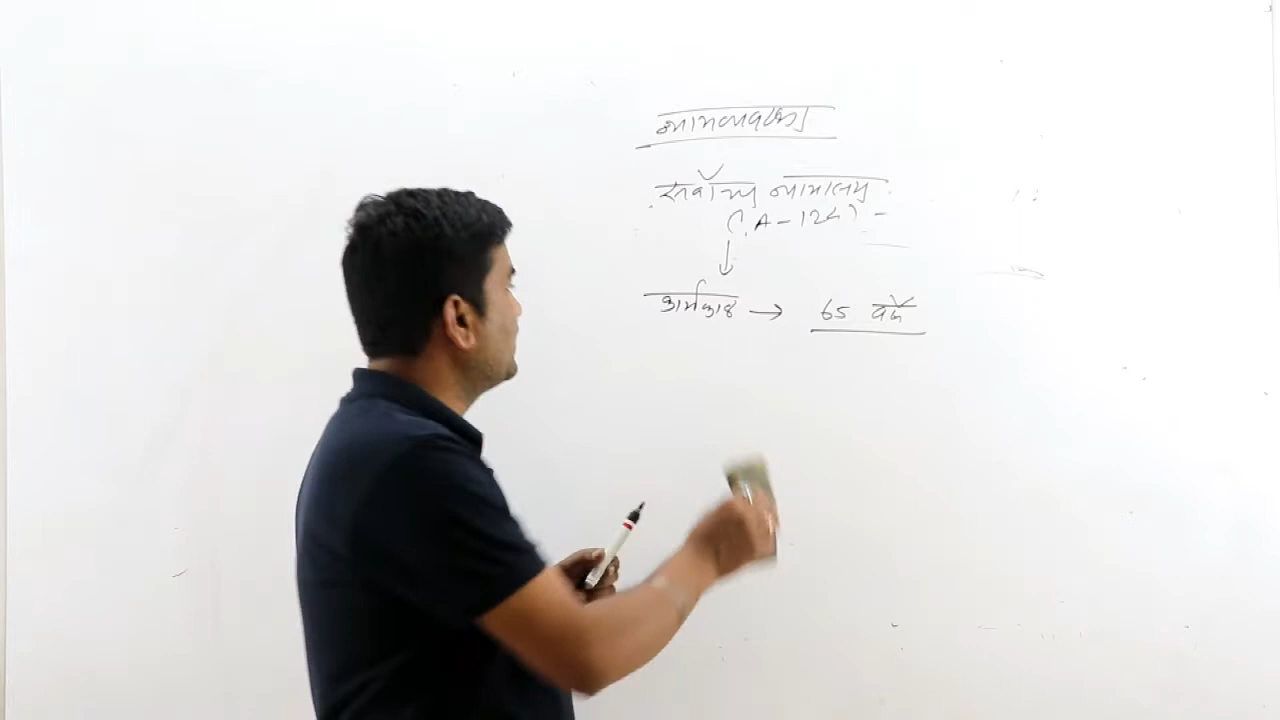 न्यायपालिका
सर्वोच्च न्यायालय
(A-124) -
↓
कार्यकाल → 65 वर्ष